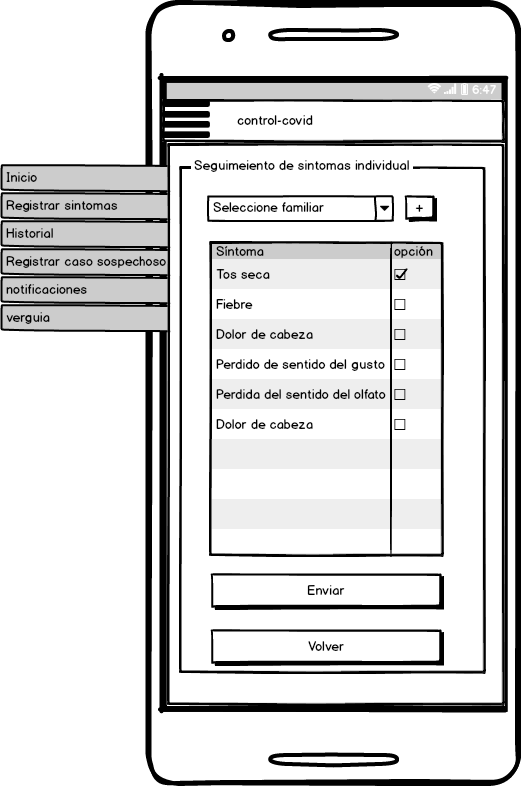 6:47
control-covid
Inicio
Registrar sintomas
Historial
Registrar caso sospechoso
notificaciones
verguia
Seguimeiento de sintomas individual
Seleccione familiar
+
Síntoma opción
Tos seca
Fiebre
Dolor de cabeza
Perdido de sentido del gusto
Perdida del sentido del olfato
Dolor de cabeza
Enviar
Volver